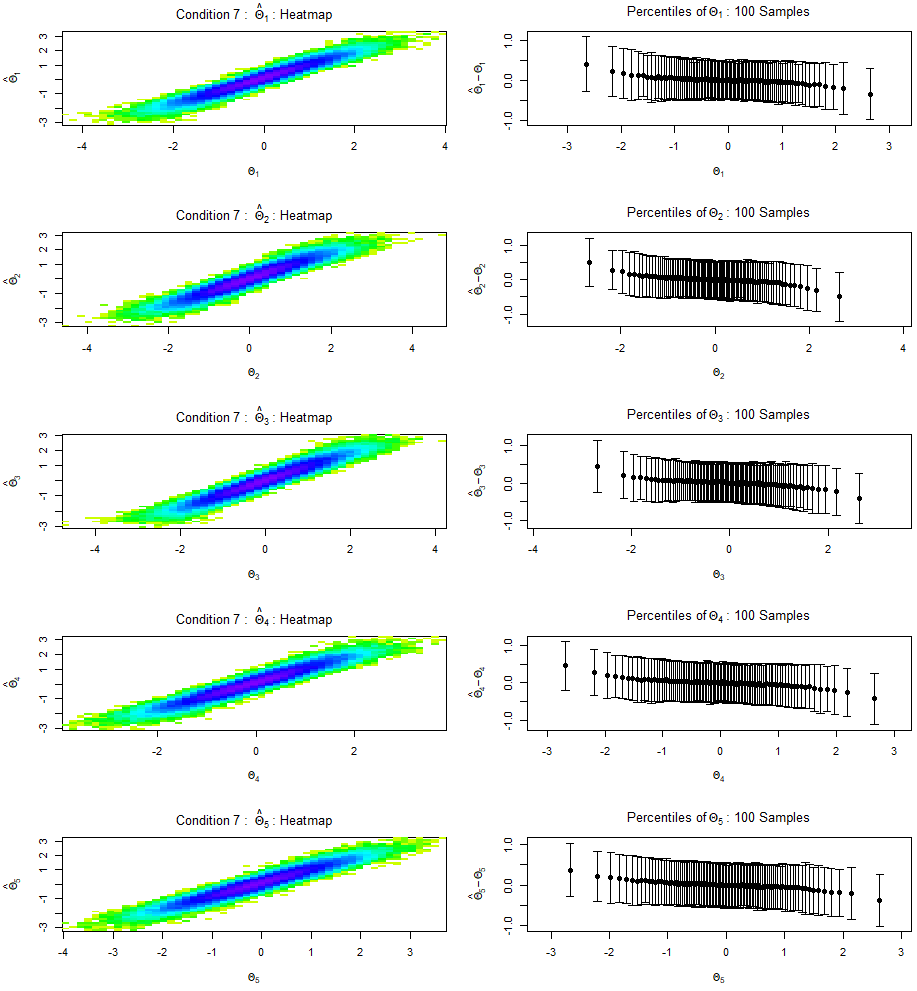 Condition 7 : Θ̂1 : Heatmap
Θ̂1
3
1
-1
-3
-4 -2 0 2 4
Θ1
Percentiles of Θ1 : 100 Samples
Θ̂1 − Θ1
1.0
0.0
-1.0
-3 -2 -1 0 1 2 3
Θ1
Condition 7 : Θ̂2 : Heatmap
Θ̂2
3
1
-1
-3
-4 -2 0 2 4
Θ2
Percentiles of Θ2 : 100 Samples
Θ̂2 − Θ2
1.0
0.0
-1.0
-2 0 2 4
Θ2
Condition 7 : Θ̂3 : Heatmap
Θ̂3
3
1
-1
-3
-4 -2 0 2 4
Θ3
Percentiles of Θ3 : 100 Samples
Θ̂3 − Θ3
1.0
0.0
-1.0
-4 -2 0 2
Θ3
Condition 7 : Θ̂4 : Heatmap
Θ̂4
3
2
1
-1
-3
-2 0 2
Θ4
Percentiles of Θ4 : 100 Samples
Θ̂4 − Θ4
1.0
0.0
-1.0
-3 -2 -1 0 1 2 3
Θ4
Condition 7 : Θ̂5 : Heatmap
Θ̂5
3
2
1
-1
-3
-4 -3 -2 -1 0 1 2 3
Θ5
Percentiles of Θ5 : 100 Samples
Θ̂5 − Θ5
1.0
0.0
-1.0
-3 -2 -1 0 1 2 3
Θ5